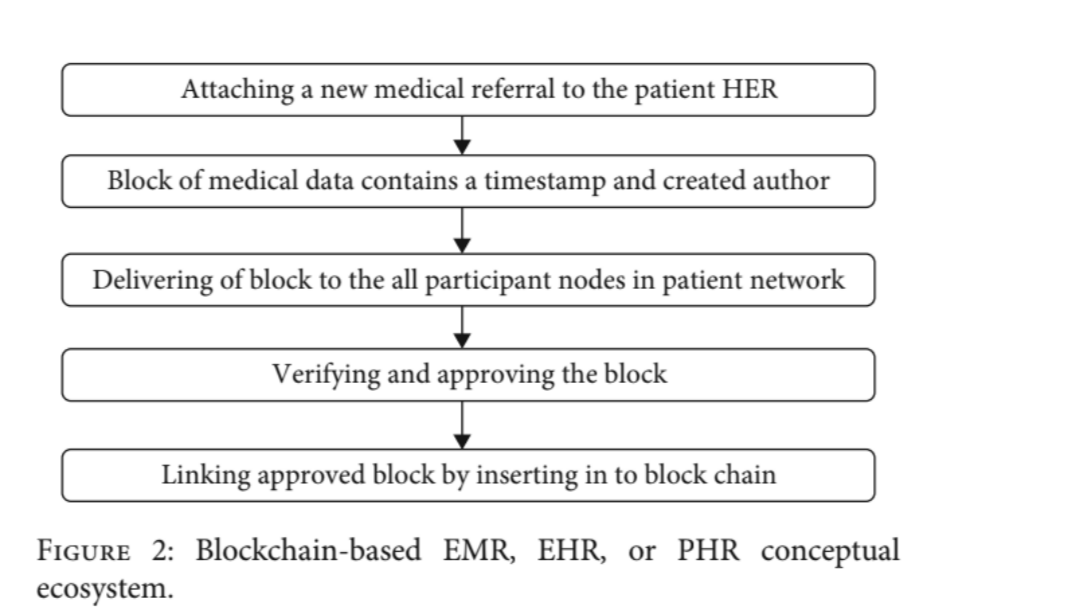 Attaching a new medical referral to the patient HER
Block of medical data contains a timestamp and created author
Delivering of block to the all participant nodes in patient network
Verifying and approving the block
Linking approved block by inserting in to block chain
FIGURE 2: Blockchain-based EMR, EHR, or PHR conceptual
ecosystem.